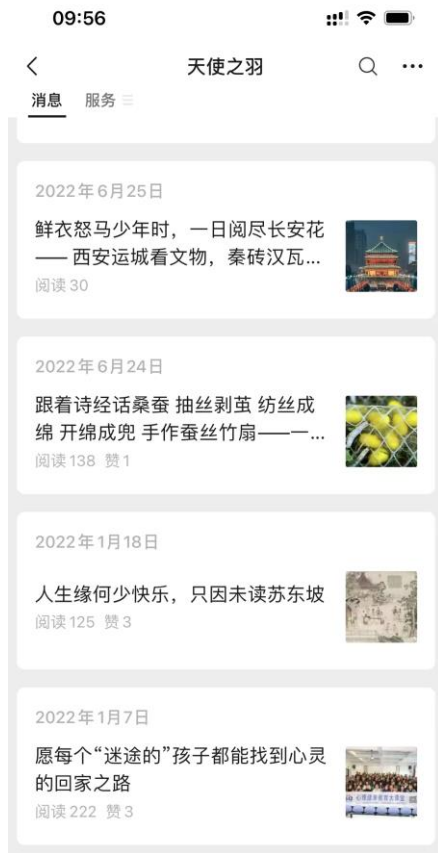 09:56
天使之羽
消息 服务
2022年6月25日
鲜衣怒马少年时，一日阅尽长安花
—— 西安运城看文物，秦砖汉瓦...
阅读 30
2022年6月24日
跟着诗经话桑蚕 抽丝剥茧 纺丝成
绵 开绵成兜 手作蚕丝竹扇——一...
阅读 138 赞 1
2022年1月18日
人生缘何少快乐，只因未读苏东坡
阅读 125 赞 3
2022年1月7日
愿每个“迷途的”孩子都能找到心灵
的回家之路
阅读 222 赞 3